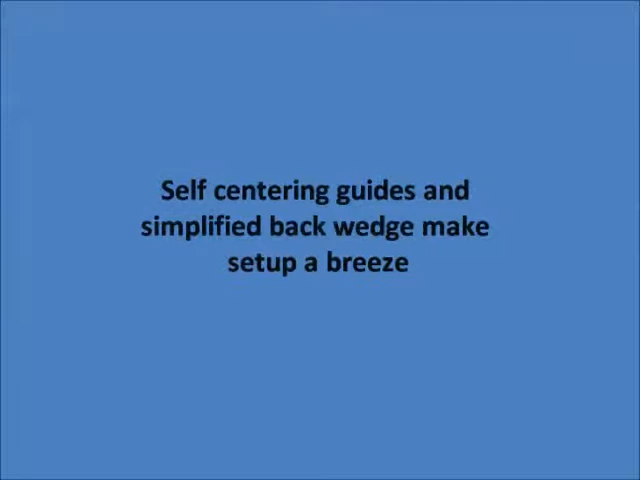 Self centering guides and
simplified back wedge make
setup a breeze